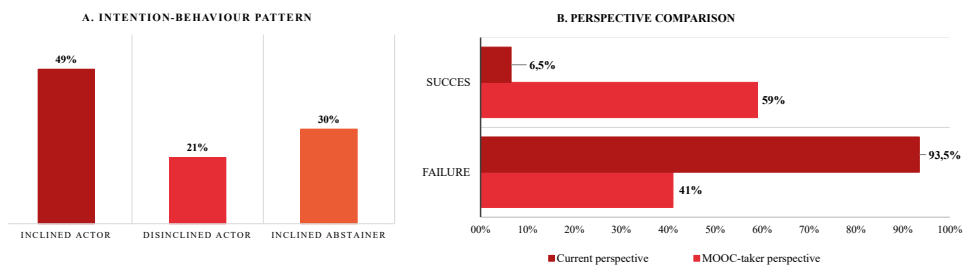 A. INTENTION-BEHAVIOUR PATTERN
49%
21%
30%
INCLINED ACTOR
DISINCLINED ACTOR
INCLINED ABSTAINER
B. PERSPECTIVE COMPARISON
SUCCES
6,5%
59%
FAILURE
93,5%
41%
00% 10% 20% 30% 40% 50% 60% 70% 80% 90% 100%
Current perspective MOOC-taker perspective